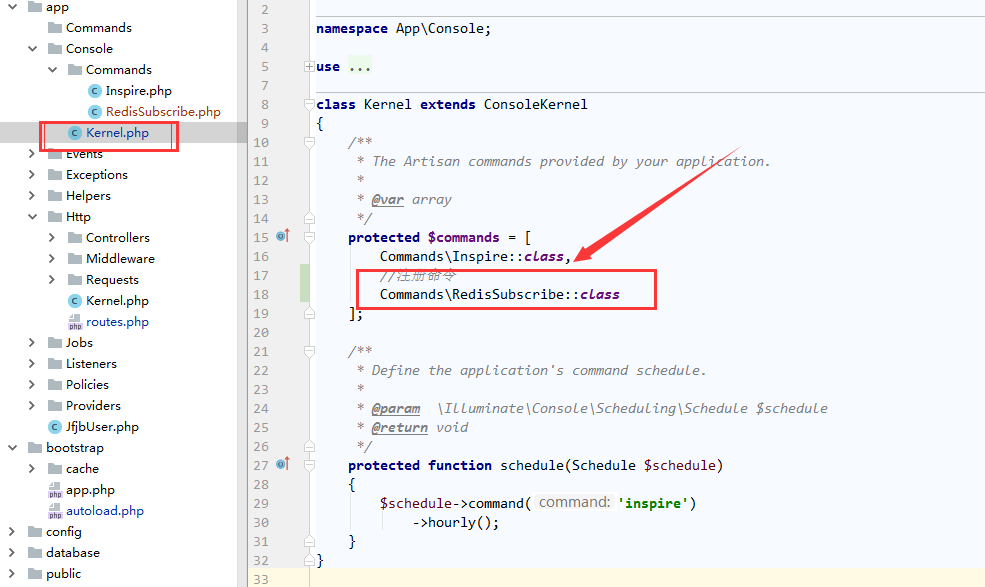 app
Commands
Console
Commands
Inspire.php
RedisSubscribe.php
Kernel.php
Events
Exceptions
Helpers
Http
Controllers
Middleware
Requests
Kernel.php
routes.php
Jobs
Listeners
Policies
Providers
JfjbUser.php
bootstrap
cache
app.php
autoload.php
config
database
public
2
3 namespace App\Console;
4
5 use ...
7
8 class Kernel extends ConsoleKernel
9 {
10 /**
11 * The Artisan commands provided by your application.
12 *
13 * @var array
14 */
15 protected $commands = [
16 Commands\Inspire::class,
17 //注册命令
18 Commands\RedisSubscribe::class
19 ];
20
21 /**
22 * Define the application's command schedule.
23 *
24 * @param \Illuminate\Console\Scheduling\Schedule $schedule
25 * @return void
26 */
27 protected function schedule(Schedule $schedule)
28 {
29 $schedule->command( command: 'inspire')
30 ->hourly();
31 }
32 }
33